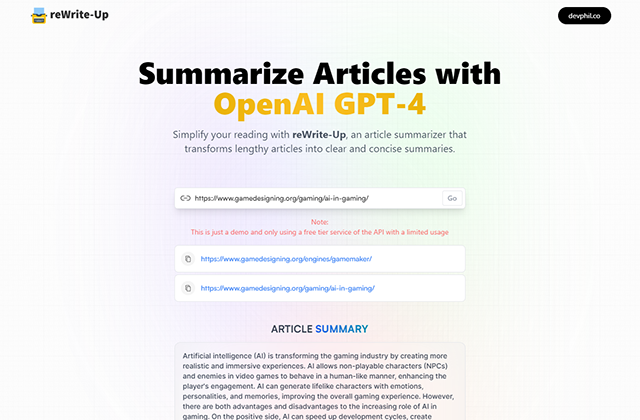 reWrite-Up
devphil.co
Summarize Articles with
OpenAI GPT-4
Simplify your reading with reWrite-Up, an article summarizer that
transforms lengthy articles into clear and concise summaries.
https://www.gamedesigning.org/gaming/ai-in-gaming/
Go
Note:
This is just a demo and only using a free tier service of the API with a limited usage
https://www.gamedesigning.org/engines/gamemaker/
https://www.gamedesigning.org/gaming/ai-in-gaming/
ARTICLE SUMMARY
Artificial intelligence (AI) is transforming the gaming industry by creating more
realistic and immersive experiences. AI allows non-playable characters (NPCs)
and enemies in video games to behave in a human-like manner, enhancing the
player's engagement. AI can generate lifelike characters with emotions,
personalities, and memories, improving the overall gaming experience. However,
there are both advantages and disadvantages to the increasing role of AI in
gaming. On the positive side, AI can speed up development cycles, create